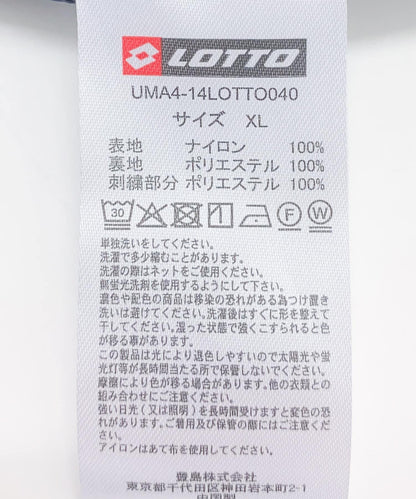 LOTTO
UMA4-14LOTTO040
サイズ XL
表地 ナイロン 100%
裏地 ポリエステル 100%
刺繍部分 ポリエステル 100%
30 F W
単独洗いをしてください。
洗濯で多少縮むことがあります。
洗濯の際はネットをご使用ください。
無蛍光洗剤を使用するようにして下さい。
濃色や配色の商品は移染の恐れがある為つけ置き
洗いは避けてください。洗濯後はすぐに形を整えて
干してください。湿った状態で強くこすられると色
が移る事があります。
この製品は光により退色しやすいので太陽光や蛍
光灯等が長時間当たる所で保管しないでください。
摩擦により色が移る場合があります。他の衣類との
組み合わせにご注意ください。
強い日光(又は照明)を長時間受けますと変色の恐
れがあります。ご着用及び保管の際にはご注意くだ
さい。
アイロンはあて布を使用してください。
豊島株式会社
東京都千代田区神田岩本町2-1
中国製